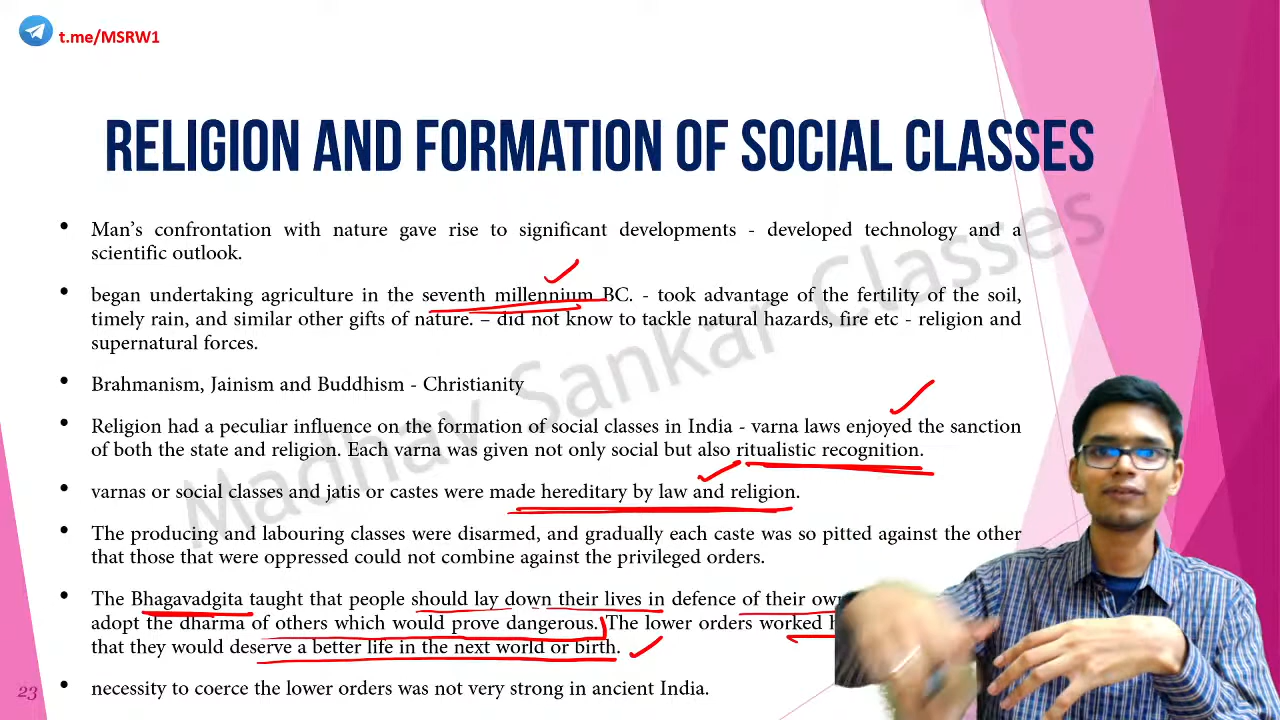 t.me/MSRW1
RELIGION AND FORMATION OF SOCIAL CLASSES
• Man's confrontation with nature gave rise to significant developments - developed technology and a
scientific outlook.
• began undertaking agriculture in the seventh millennium BC. - took advantage of the fertility of the soil,
timely rain, and similar other gifts of nature. – did not know to tackle natural hazards, fire etc - religion and
supernatural forces.
• Brahmanism, Jainism and Buddhism - Christianity
• Religion had a peculiar influence on the formation of social classes in India - varna laws enjoyed the sanction
of both the state and religion. Each varna was given not only social but also ritualistic recognition.
• varnas or social classes and jatis or castes were made hereditary by law and religion.
• The producing and labouring classes were disarmed, and gradually each caste was so pitted against the other
that those that were oppressed could not combine against the privileged orders.
• The Bhagavadgita taught that people should lay down their lives in defence of their own
adopt the dharma of others which would prove dangerous. The lower orders worked
that they would deserve a better life in the next world or birth.
• necessity to coerce the lower orders was not very strong in ancient India.
23
Madhav Sankar Classes